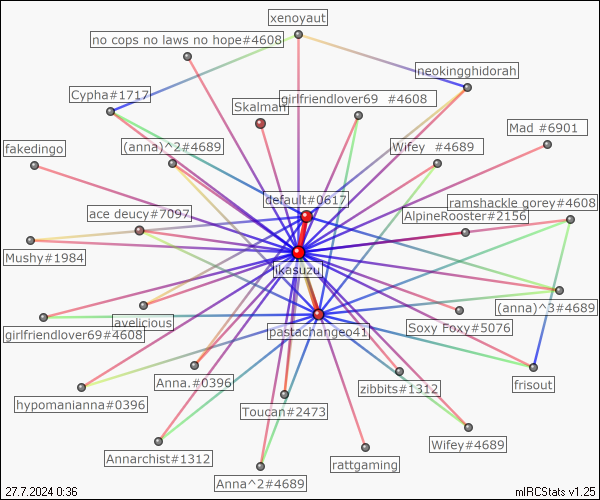 xenoyaut
no cops no laws no hope#4608
neokingghidorah
Cypha#1717
girlfriendlover69 #4608
Skalman
Mad #6901
fakedingo
(anna)^2#4689
Wifey #4689
default#0617
ramshackle gorey#4608
ace deucy#7097
AlpineRooster#2156
Mushy#1984
likasuzu
(anna)^3#4689
avelicious
Soxy Foxy#5076
girlfriendlover69#4608
pastachangeo41
Anna.#0396
zibbits#1312
frisout
hypomanianna#0396
Toucan#2473
Wifey#4689
Annarchist#1312
rattgaming
Anna^2#4689
27.7.2024 0:36
mIRCStats v1.25